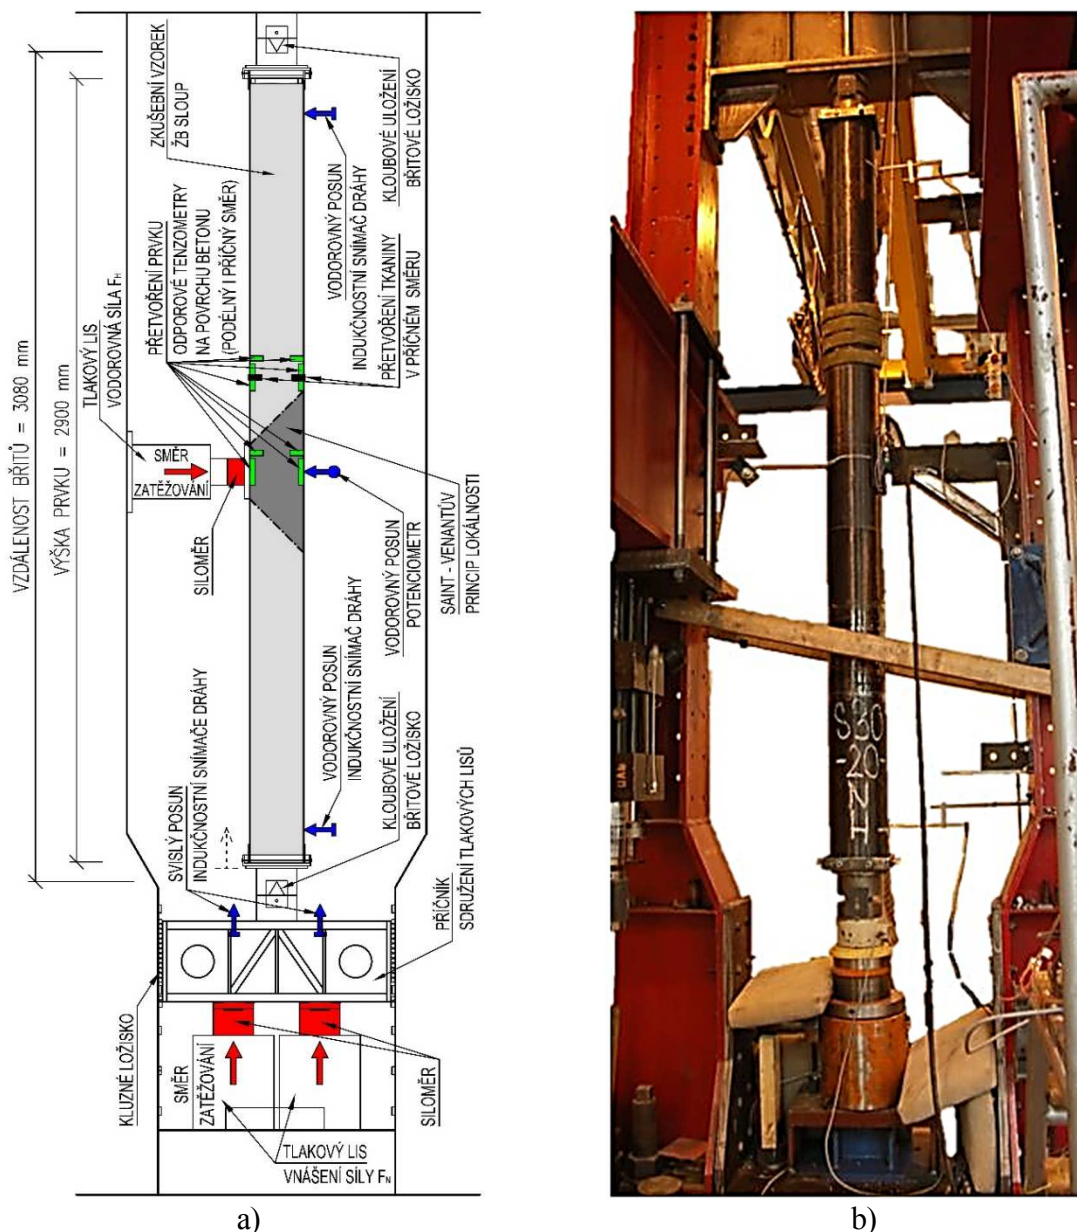 VZDÁLENOST BŘITŮ = 3080 mm
VÝŠKA PRVKU = 2900 mm
ZKUŠEBNÍ VZOREK
ŽB SLOUP
KLOUBOVÉ ULOŽENÍ
BŘITOVÉ LOŽISKO
VODOROVNÝ POSUN
INDUKČNOSTNÍ SNÍMAČ DRÁHY
PŘETVOŘENÍ TKANINY
V PŘÍČNÉM SMĚRU
PŘETVOŘENÍ PRVKU
ODPOROVÉ TENZOMETRY
NA POVRCHU BETONU
(PODÉLNÝ I PŘÍČNÝ SMĚR)
TLAKOVÝ LIS
VODOROVNÁ SÍLA FH
SMĚR
ZATĚŽOVÁNÍ
SILOMĚR
VODOROVNÝ POSUN
POTENCIOMETR
SAINT - VENANTŮV
PRINCIP LOKÁLNOSTI
SVISLÝ POSUN
INDUKČNOSTNÍ SNÍMAČE DRÁHY
VODOROVNÝ POSUN
INDUKČNOSTNÍ SNÍMAČ DRÁHY
KLOUBOVÉ ULOŽENÍ
BŘITOVÉ LOŽISKO
PŘÍČNÍK
SDRUŽENÍ TLAKOVÝCH LISŮ
KLUZNÉ LOŽISKO
SMĚR
ZATĚŽOVÁNÍ
SILOMĚR
TLAKOVÝ LIS
VNÁŠENÍ SÍLY FN
a)
S30
-20-
N
H
b)